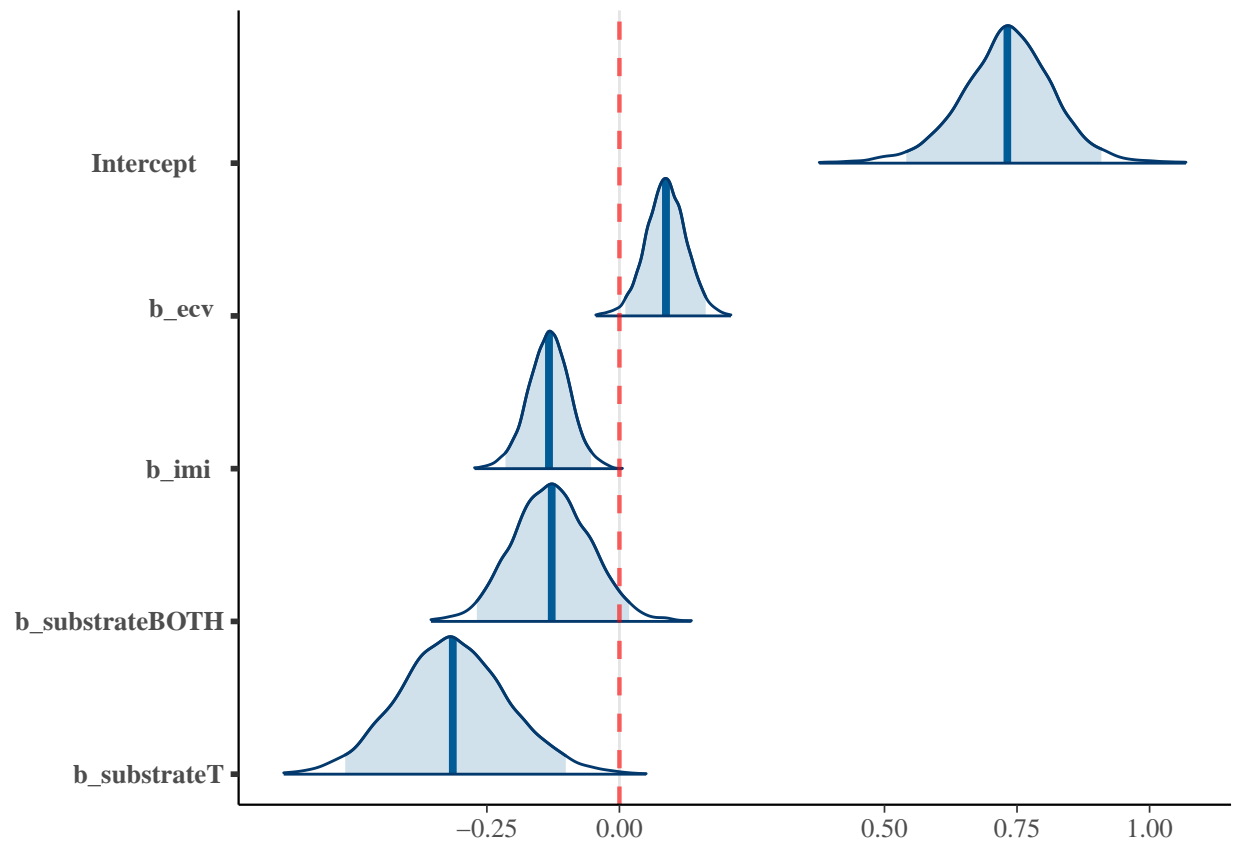 Intercept
b_ecv
b_imi
b_substrateBOTH
b_substrateT
−0.25 0.00 0.50 0.75 1.00